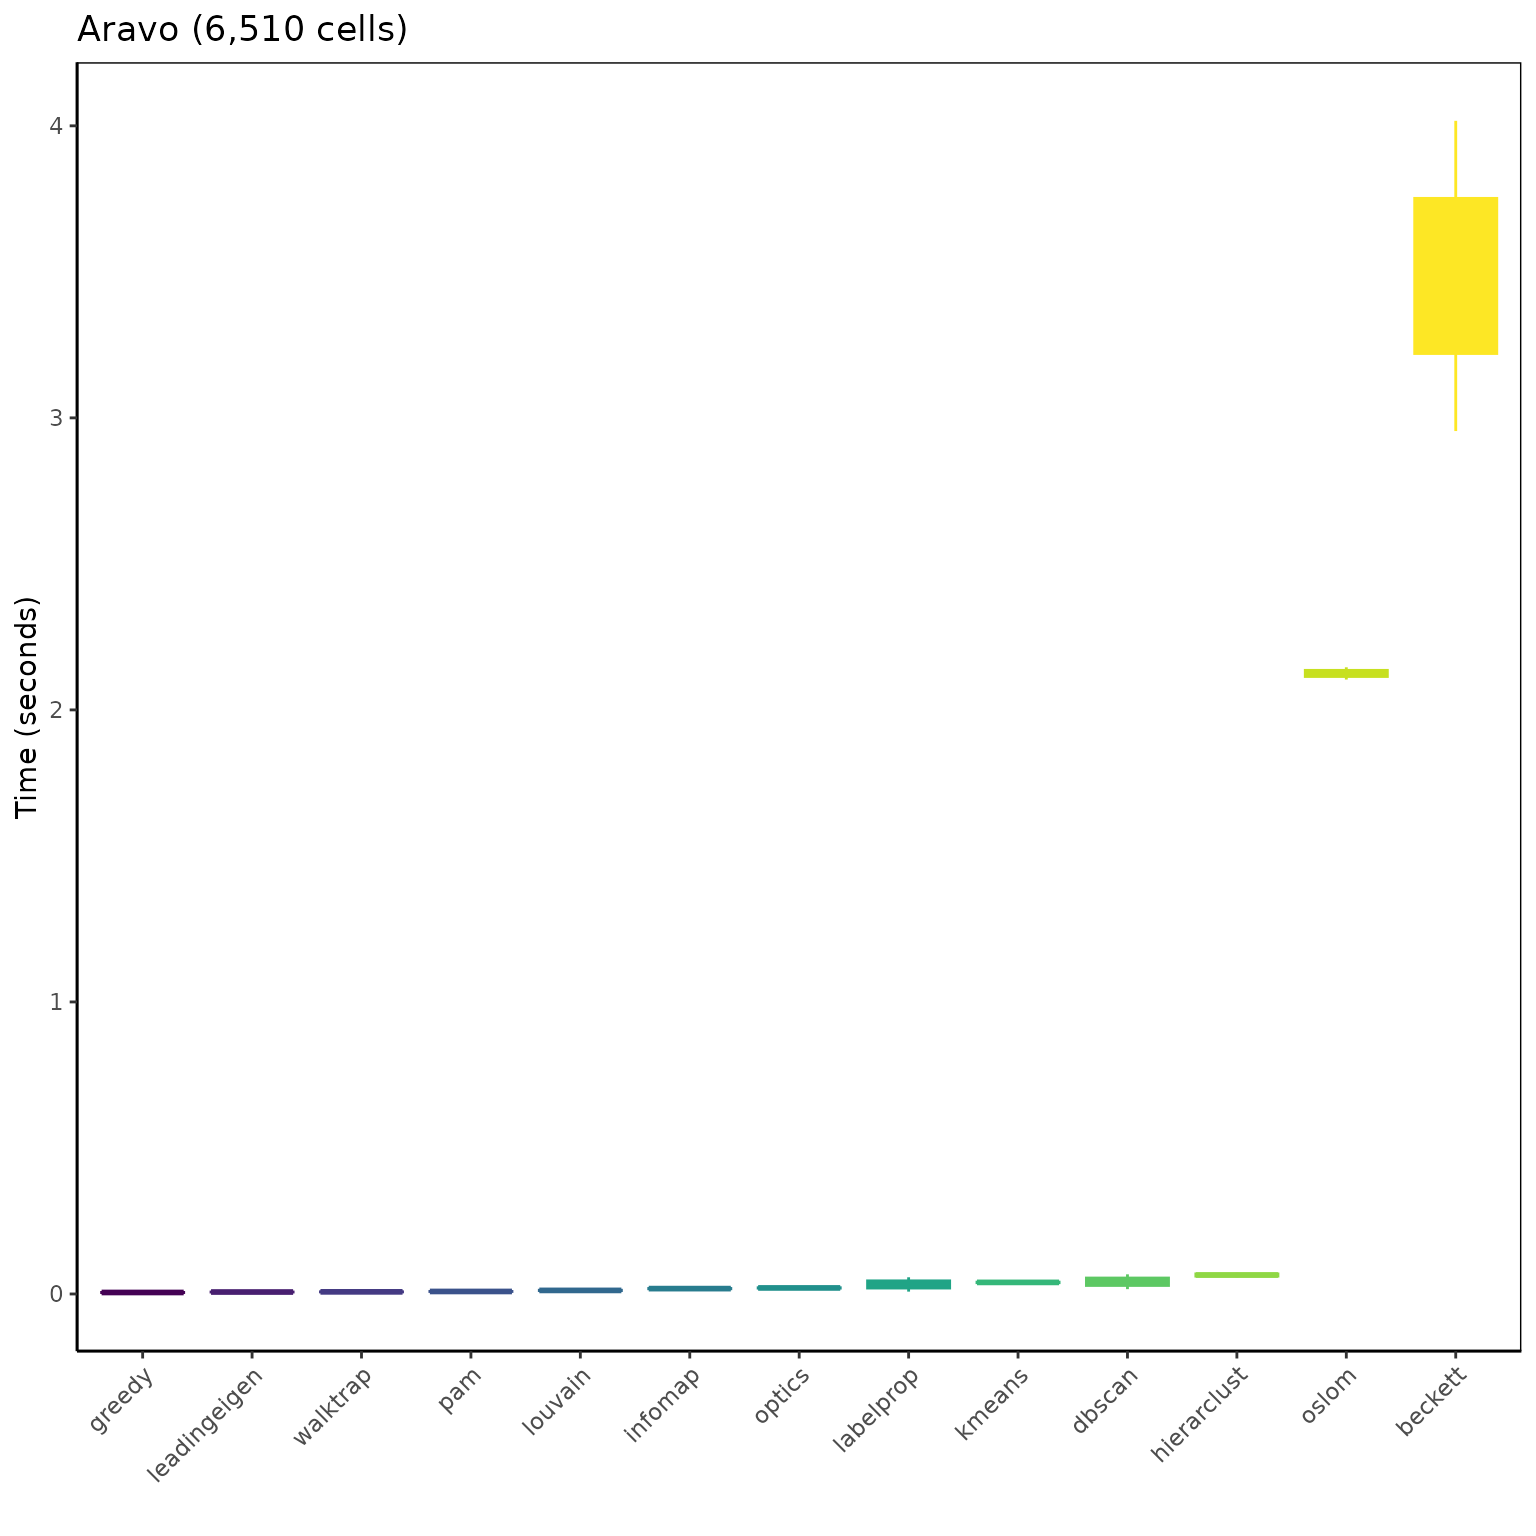 Aravo (6,510 cells)
Time (seconds)
4
3
2
1
0
greedy
leadingeigen
walktrap
pam
louvain
infomap
optics
labelprop
kmeans
dbscan
hierarclust
oslom
beckett